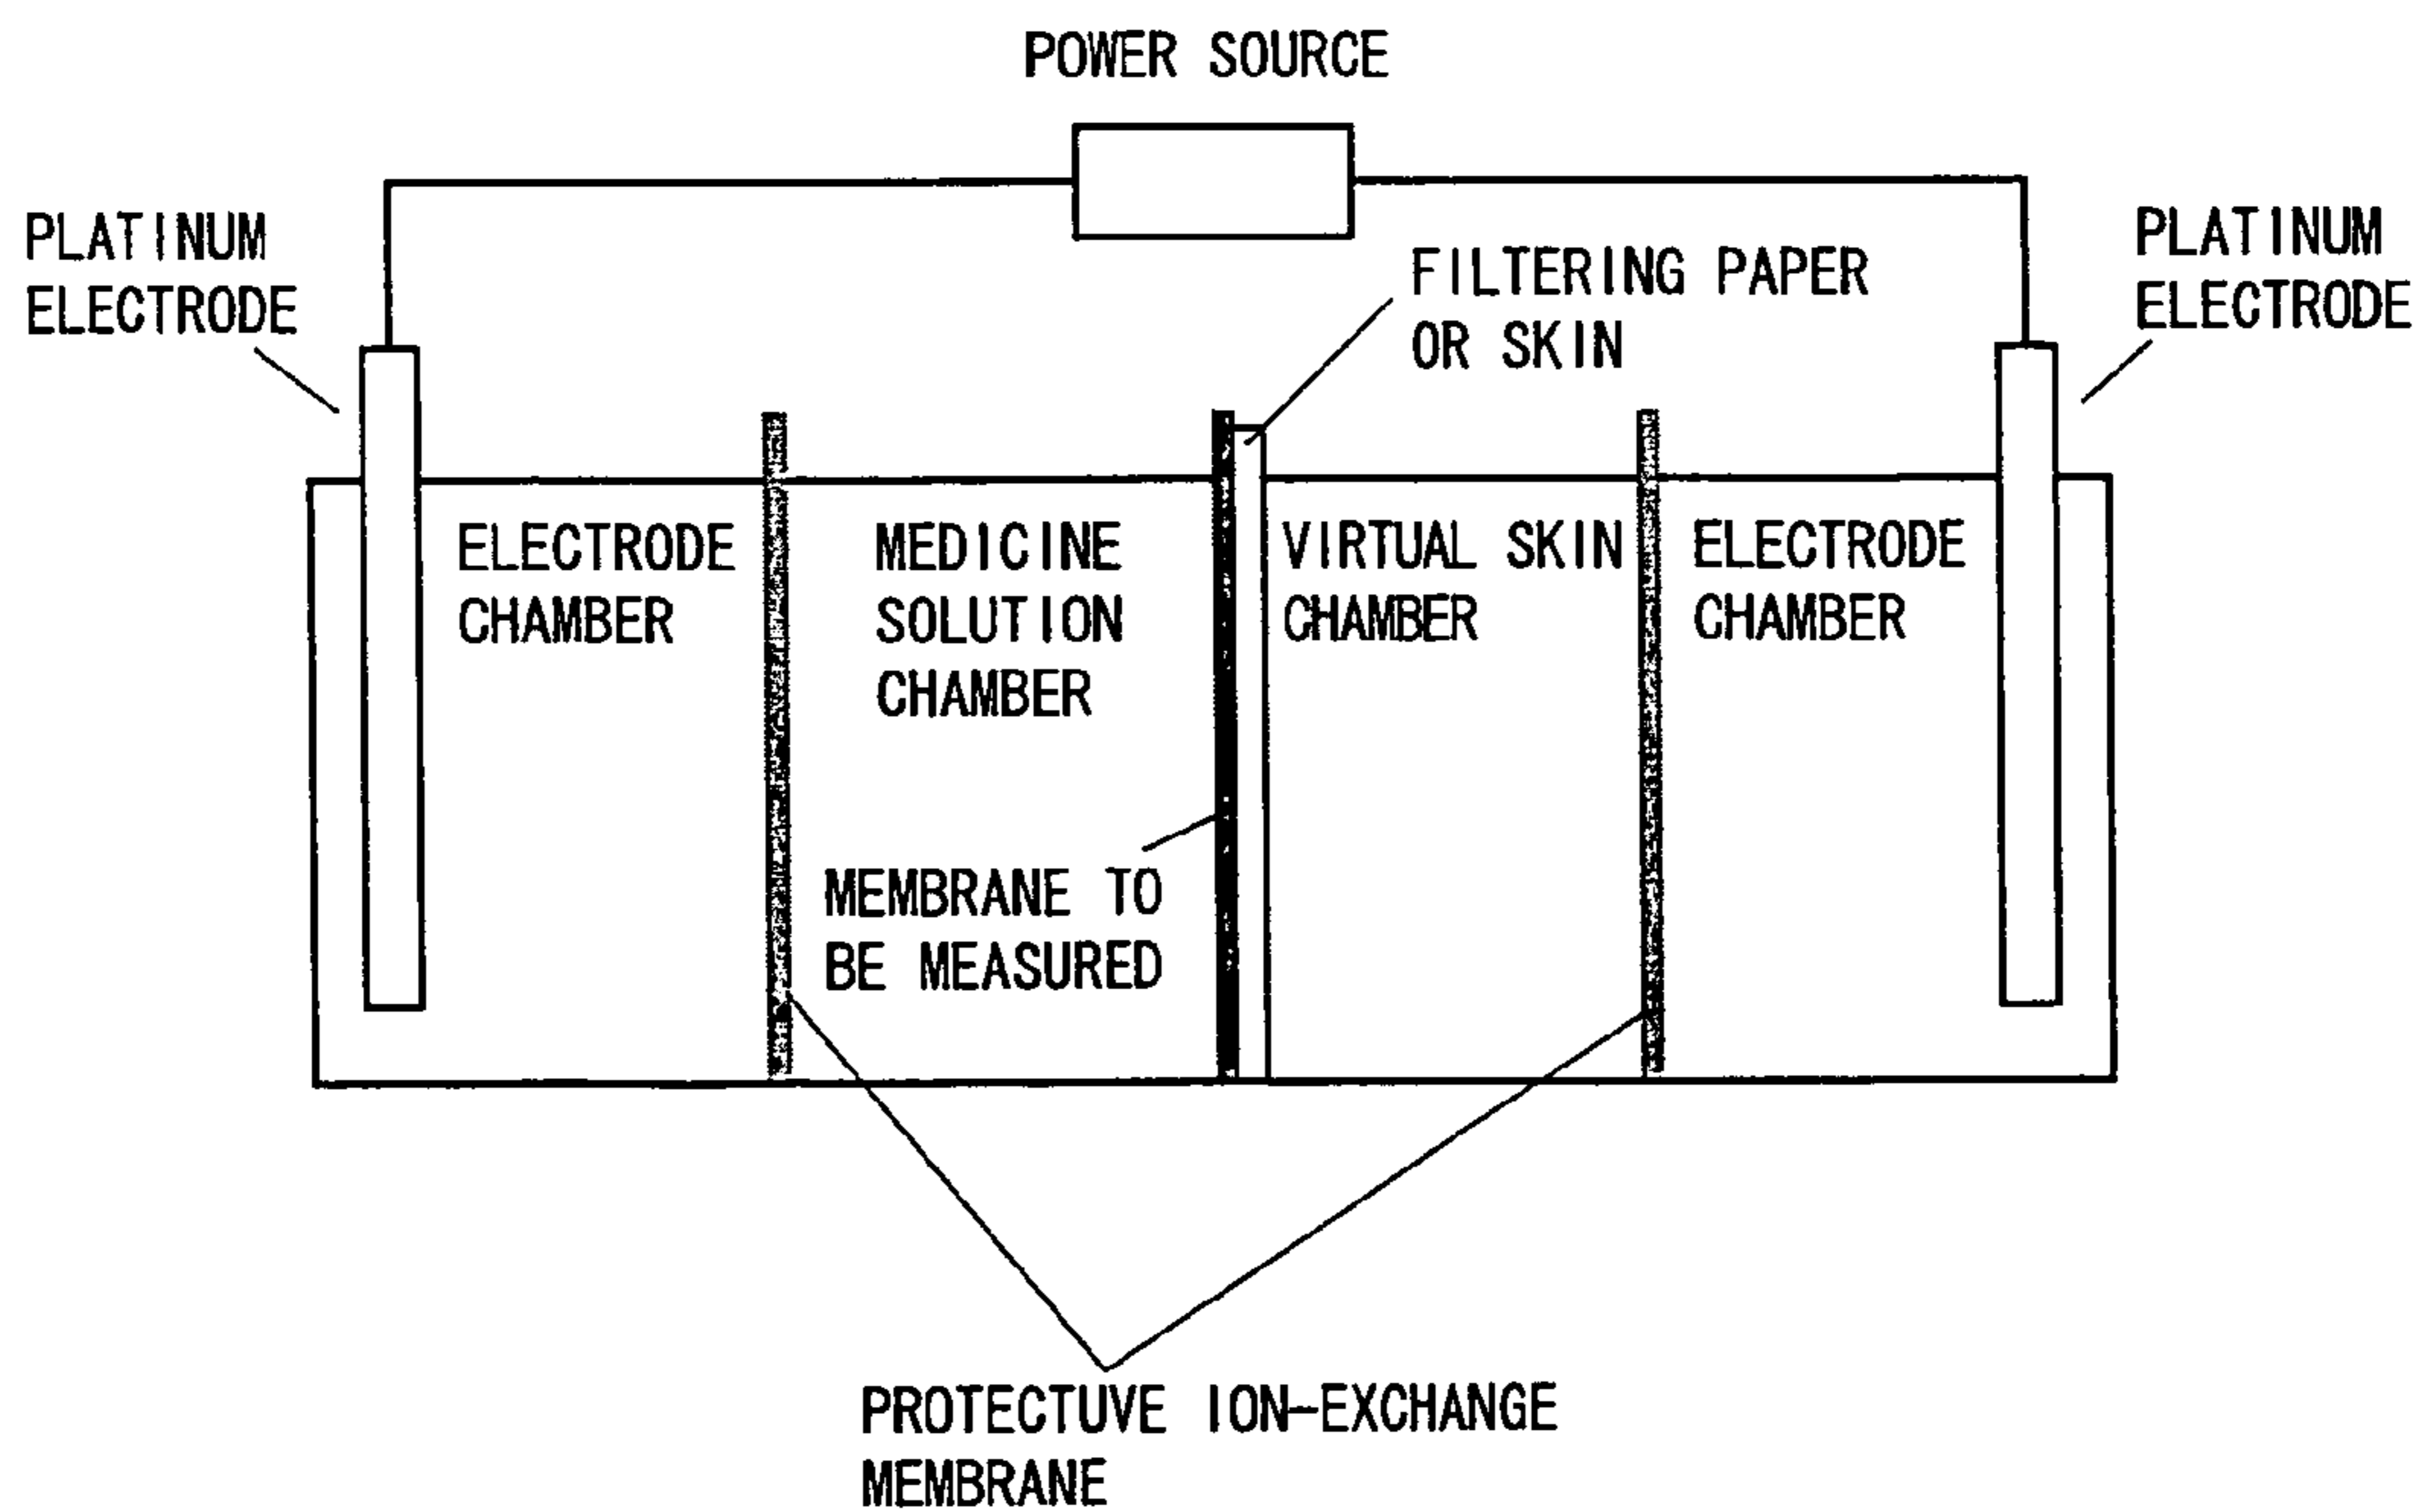 POWER SOURCE
PLATINUM
ELECTRODE
FILTERING PAPER
OR SKIN
PLATINUM
ELECTRODE
ELECTRODE
CHAMBER
MEDICINE
SOLUTION
CHAMBER
VIRTUAL SKIN
CHAMBER
ELECTRODE
CHAMBER
MEMBRANE TO
BE MEASURED
PROTECTUVE ION-EXCHANGE
MEMBRANE